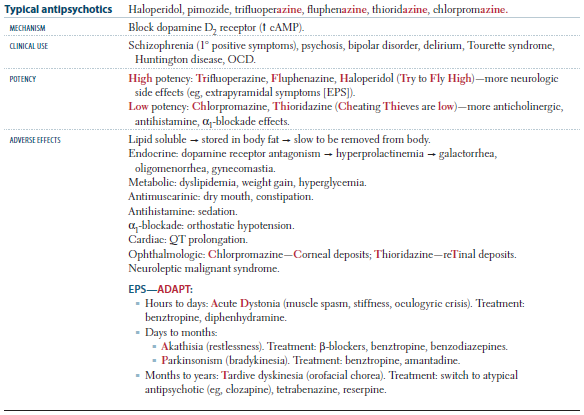 Typical antipsychotics Haloperidol, pimozide, trifluoperazine, fluphenazine, thioridazine, chlorpromazine.
MECHANISM Block dopamine D2 receptor (↑ cAMP).
CLINICAL USE Schizophrenia (1° positive symptoms), psychosis, bipolar disorder, delirium, Tourette syndrome,
Huntington disease, OCD.
POTENCY High potency: Trifluoperazine, Fluphenazine, Haloperidol (Try to Fly High)—more neurologic
side effects (eg, extrapyramidal symptoms [EPS]).
Low potency: Chlorpromazine, Thioridazine (Cheating Thieves are low)—more anticholinergic,
antihistamine, α1-blockade effects.
ADVERSE EFFECTS Lipid soluble → stored in body fat → slow to be removed from body.
Endocrine: dopamine receptor antagonism → hyperprolactinemia → galactorrhea,
oligomenorrhea, gynecomastia.
Metabolic: dyslipidemia, weight gain, hyperglycemia.
Antimuscarinic: dry mouth, constipation.
Antihistamine: sedation.
α1-blockade: orthostatic hypotension.
Cardiac: QT prolongation.
Ophthalmologic: Chlorpromazine—Corneal deposits; Thioridazine—reTinal deposits.
Neuroleptic malignant syndrome.
EPS—ADAPT:
▪ Hours to days: Acute Dystonia (muscle spasm, stiffness, oculogyric crisis). Treatment:
benztropine, diphenhydramine.
▪ Days to months:
▪ Akathisia (restlessness). Treatment: β-blockers, benztropine, benzodiazepines.
▪ Parkinsonism (bradykinesia). Treatment: benztropine, amantadine.
▪ Months to years: Tardive dyskinesia (orofacial chorea). Treatment: switch to atypical
antipsychotic (eg, clozapine), tetrabenazine, reserpine.